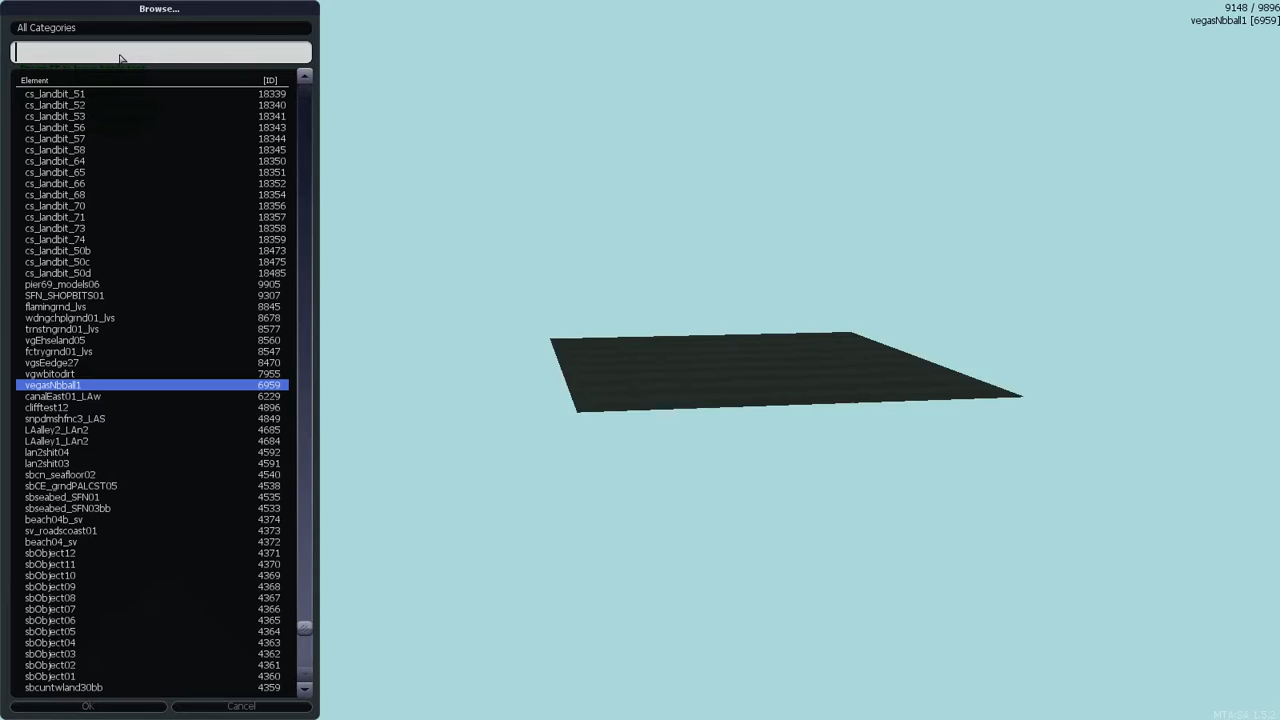 Browse...
9148 / 9896
vegasNbball1 [6959]
All Categories
Element [ID]
cs_landbit_51 18339
cs_landbit_52 18340
cs_landbit_53 18341
cs_landbit_56 18343
cs_landbit_57 18344
cs_landbit_58 18345
cs_landbit_64 18350
cs_landbit_65 18351
cs_landbit_66 18352
cs_landbit_68 18354
cs_landbit_70 18356
cs_landbit_71 18357
cs_landbit_73 18358
cs_landbit_74 18359
cs_landbit_50b 18473
cs_landbit_50c 18475
cs_landbit_50d 18485
pier69_models06 9905
SFN_SHOPBITS01 9307
flamingrnd_lvs 8845
wdngchplgrnd01_lvs 8678
trnstngrnd01_lvs 8577
vgEhseland05 8560
fctrygrnd01_lvs 8547
vgsEedge27 8470
vgwbitodirt 7955
vegasNbball1 6959
canalEast01_LAw 6229
clifftest12 4896
snpdmshfnc3_LAS 4849
LAalley2_LAn2 4685
LAalley1_LAn2 4684
lan2shit04 4592
lan2shit03 4591
sbcn_seafloor02 4540
sbCE_grndPALCST05 4538
sbseabed_SFN01 4535
sbseabed_SFN03bb 4533
beach04b_sv 4374
sv_roadscoast01 4373
beach04_sv 4372
sbObject12 4371
sbObject11 4370
sbObject10 4369
sbObject09 4368
sbObject08 4367
sbObject07 4366
sbObject06 4365
sbObject05 4364
sbObject04 4363
sbObject03 4362
sbObject02 4361
sbObject01 4360
sbcuntwland30bb 4359
OK Cancel